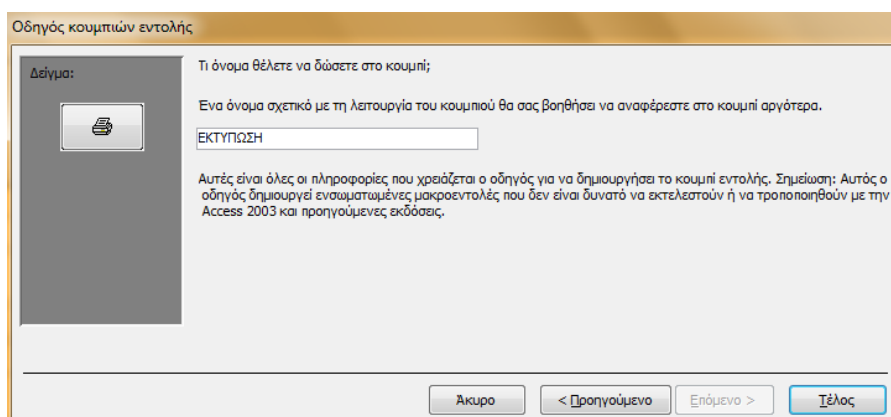 Οδηγός κουμπιών εντολής
Δείγμα:
Τι όνομα θέλετε να δώσετε στο κουμπί;
Ένα όνομα σχετικό με τη λειτουργία του κουμπιού θα σας βοηθήσει να αναφέρεστε στο κουμπί αργότερα.
ΕΚΤΥΠΩΣΗ
Αυτές είναι όλες οι πληροφορίες που χρειάζεται ο οδηγός για να δημιουργήσει το κουμπί εντολής. Σημείωση: Αυτός ο
οδηγός δημιουργεί ενσωματωμένες μακροεντολές που δεν είναι δυνατό να εκτελεστούν ή να τροποποιηθούν με την
Access 2003 και προηγούμενες εκδόσεις.
Άκυρο
< Προηγούμενο
Επόμενο >
Τέλος